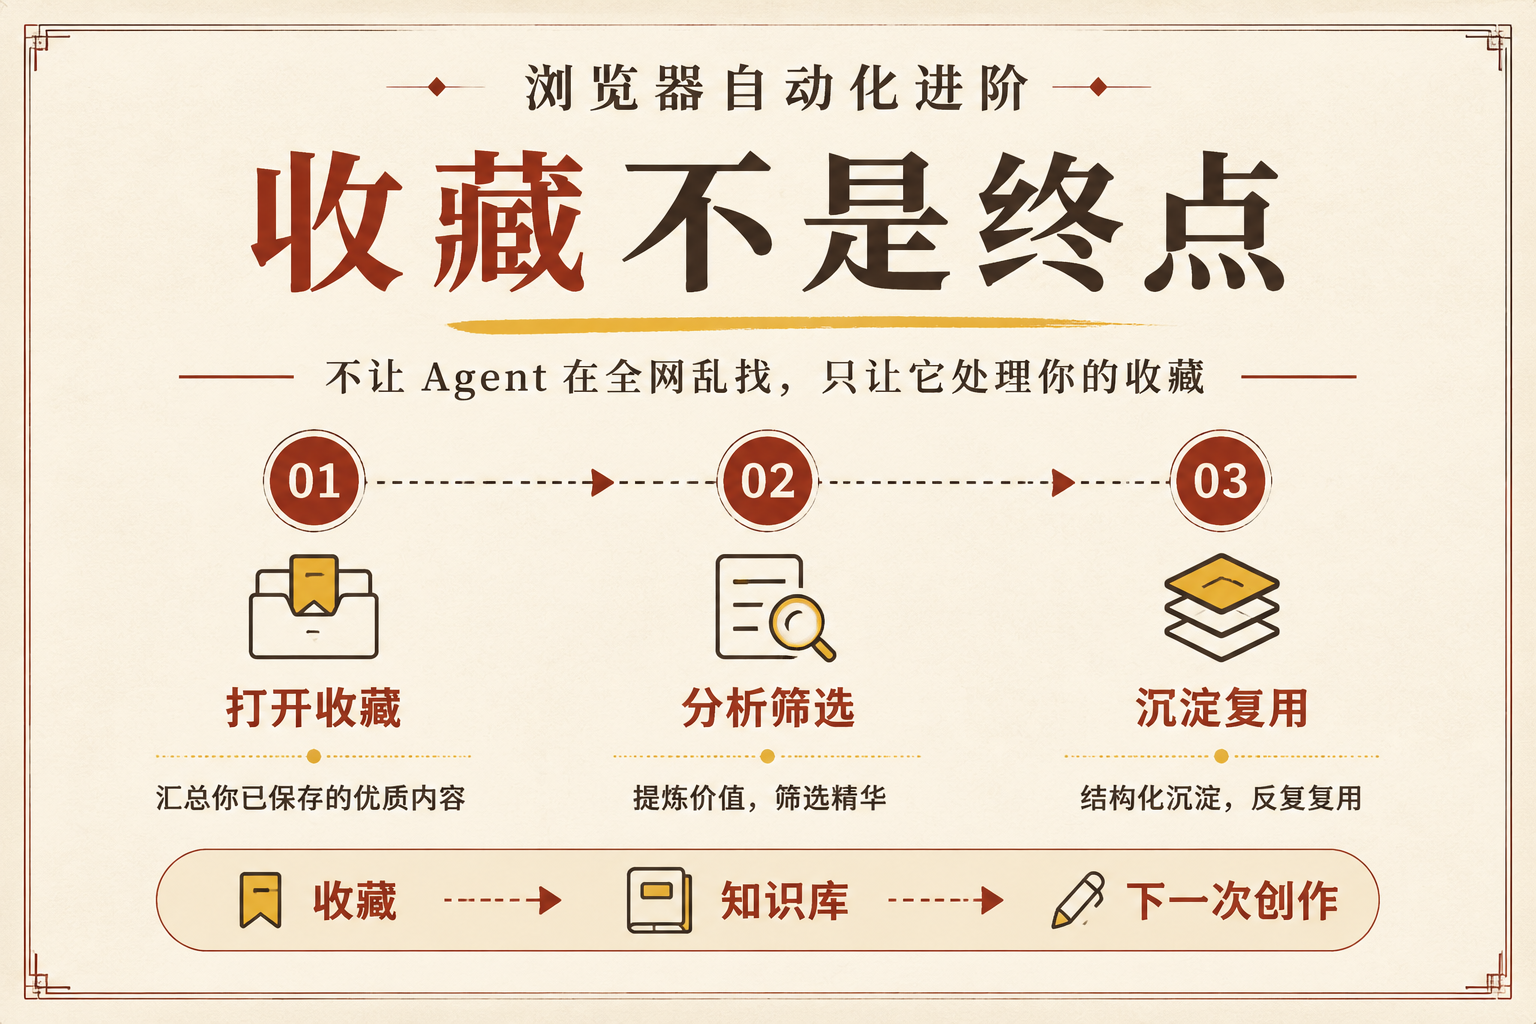 浏览器自动化进阶
收藏不是终点
不让 Agent 在全网乱找，只让它处理你的收藏
01
02
03
打开收藏
分析筛选
沉淀复用
汇总你已保存的优质内容
提炼价值，筛选精华
结构化沉淀，反复复用
收藏
知识库
下一次创作